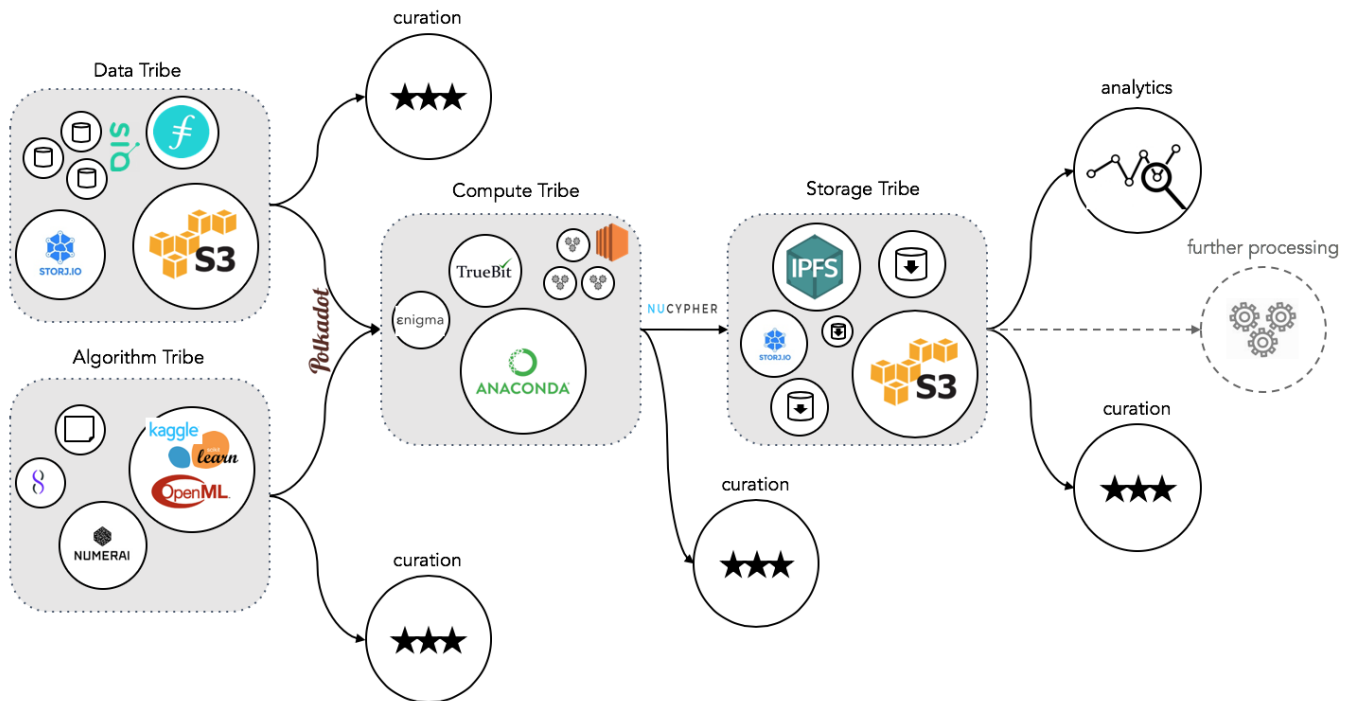 curation
Data Tribe
sia
STORJ.IO
S3
Polkadot
Algorithm Tribe
kaggle
learn
OpenML
NUMERAI
curation
Compute Tribe
TrueBit
enigma
ANACONDA
NUCYPHER
curation
Storage Tribe
IPFS
STORJ.IO
S3
analytics
further processing
curation